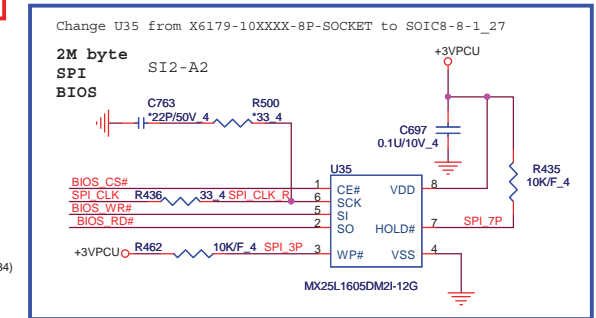 Change U35 from X6179-10XXXX-8P-SOCKET to SOIC8-8-1_27
2M byte
SPI
BIOS
SI2-A2
+3VPCU
C763
*22P/50V_4
R500
*33_4
C697
0.1U/10V_4
R435
10K/F_4
U35
BIOS_CS#
1
CE#
VDD
8
SPI_CLK
R436
33_4
SPI_CLK_R
6
SCK
BIOS_WR#
5
SI
BIOS_RD#
2
SO
HOLD#
7
SPI_7P
+3VPCU
R462
10K/F_4
SPI_3P
3
WP#
VSS
4
MX25L1605DM2I-12G
34)